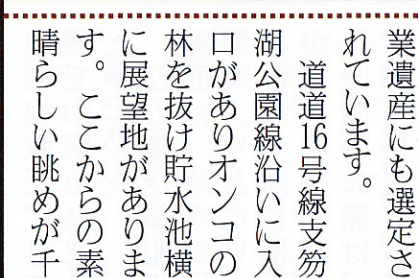 業遺産にも選定さ
れています。
道道16号線支笏
湖公園線沿いに入
口がありオンコの
林を抜け貯水池横
に展望地がありま
す。ここからの素
晴らしい眺めが千